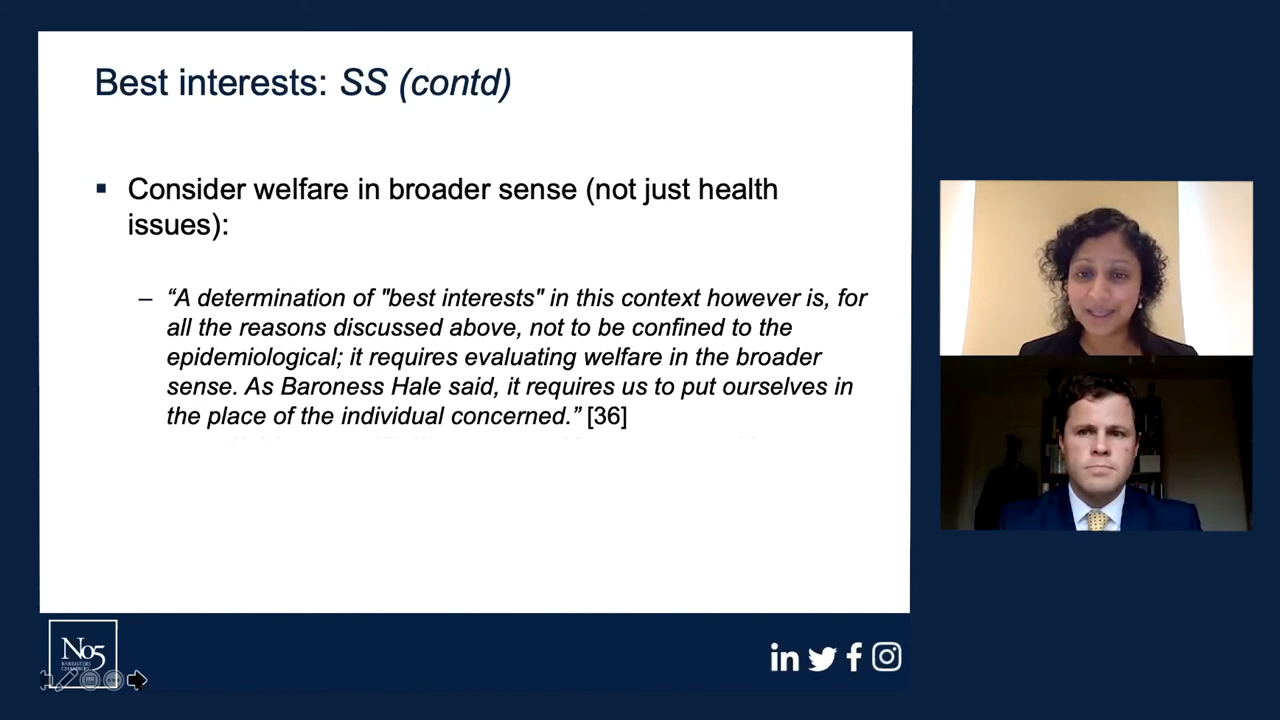 Best interests: SS (contd)
▪ Consider welfare in broader sense (not just health
issues):
– “A determination of "best interests" in this context however is, for
all the reasons discussed above, not to be confined to the
epidemiological; it requires evaluating welfare in the broader
sense. As Baroness Hale said, it requires us to put ourselves in
the place of the individual concerned.” [36]
No5
BARRISTERS
CHAMBERS
in